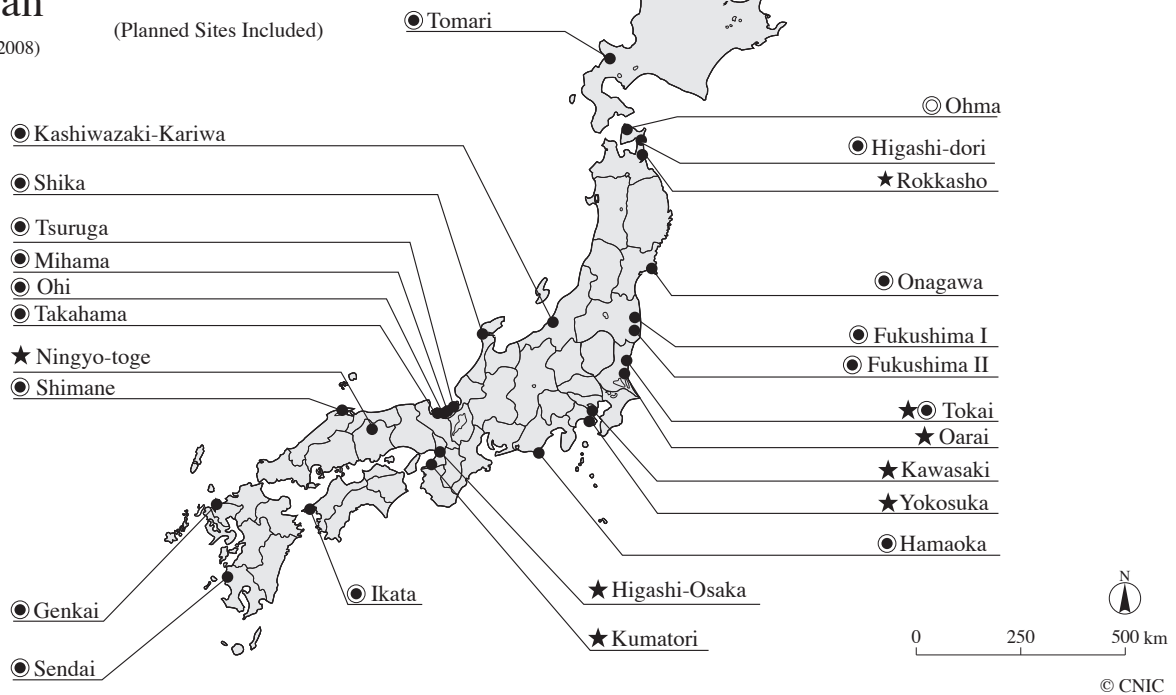 (Planned Sites Included)
2008)
Tomari
Ohma
Kashiwazaki-Kariwa
Higashi-dori
Rokkasho
Shika
Tsuruga
Mihama
Ohi
Takahama
Onagawa
Fukushima I
Fukushima II
Ningyo-toge
Shimane
Tokai
Oarai
Kawasaki
Yokosuka
Hamaoka
Higashi-Osaka
Ikata
Kumatori
Genkai
Sendai
N
0 250 500 km
© CNIC